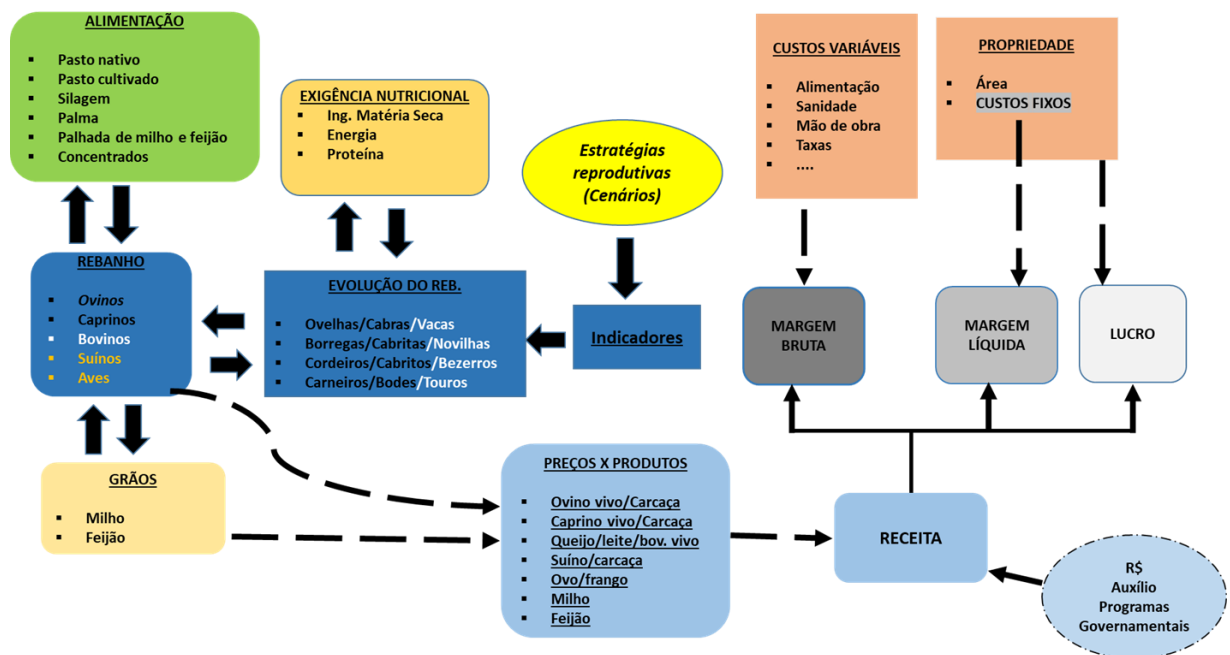 ALIMENTAÇÃO
▪ Pasto nativo
▪ Pasto cultivado
▪ Silagem
▪ Palma
▪ Palhada de milho e feijão
▪ Concentrados
EXIGÊNCIA NUTRICIONAL
▪ Ing. Matéria Seca
▪ Energia
▪ Proteína
Estratégias
reprodutivas
(Cenários)
CUSTOS VARIÁVEIS
▪ Alimentação
▪ Sanidade
▪ Mão de obra
▪ Taxas
▪ ....
PROPRIEDADE
▪ Área
▪ CUSTOS FIXOS
REBANHO
▪ Ovinos
▪ Caprinos
▪ Bovinos
▪ Suínos
▪ Aves
EVOLUÇÃO DO REB.
▪ Ovelhas/Cabras/Vacas
▪ Borregas/Cabritas/Novilhas
▪ Cordeiros/Cabritos/Bezerros
▪ Carneiros/Bodes/Touros
Indicadores
MARGEM
BRUTA
MARGEM
LÍQUIDA
LUCRO
GRÃOS
▪ Milho
▪ Feijão
PREÇOS X PRODUTOS
▪ Ovino vivo/Carcaça
▪ Caprino vivo/Carcaça
▪ Queijo/leite/bov. vivo
▪ Suíno/carcaça
▪ Ovo/frango
▪ Milho
▪ Feijão
RECEITA
R$
Auxílio
Programas
Governamentais